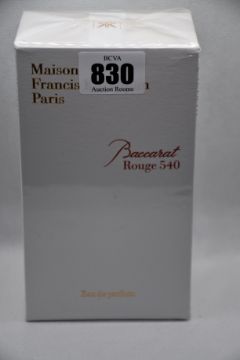 Maison
BCVA
830
Auction Rooms
Francis n
Paris
Baccarat
Rouge 540
Eau de parfum